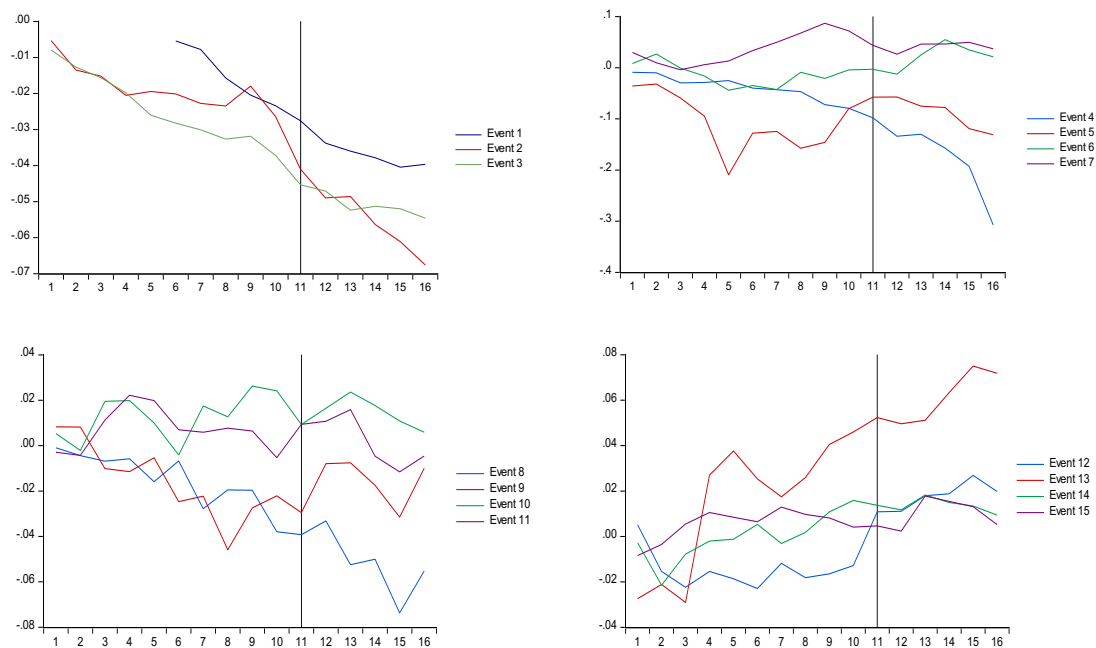 .00
-.01
-.02
-.03
-.04
-.05
-.06
-.07
1 2 3 4 5 6 7 8 9 10 11 12 13 14 15 16
Event 1
Event 2
Event 3
.1
.0
-.1
-.2
-.3
-.4
1 2 3 4 5 6 7 8 9 10 11 12 13 14 15 16
Event 4
Event 5
Event 6
Event 7
.04
.02
.00
-.02
-.04
-.06
-.08
1 2 3 4 5 6 7 8 9 10 11 12 13 14 15 16
Event 8
Event 9
Event 10
Event 11
.08
.06
.04
.02
.00
-.02
-.04
1 2 3 4 5 6 7 8 9 10 11 12 13 14 15 16
Event 12
Event 13
Event 14
Event 15